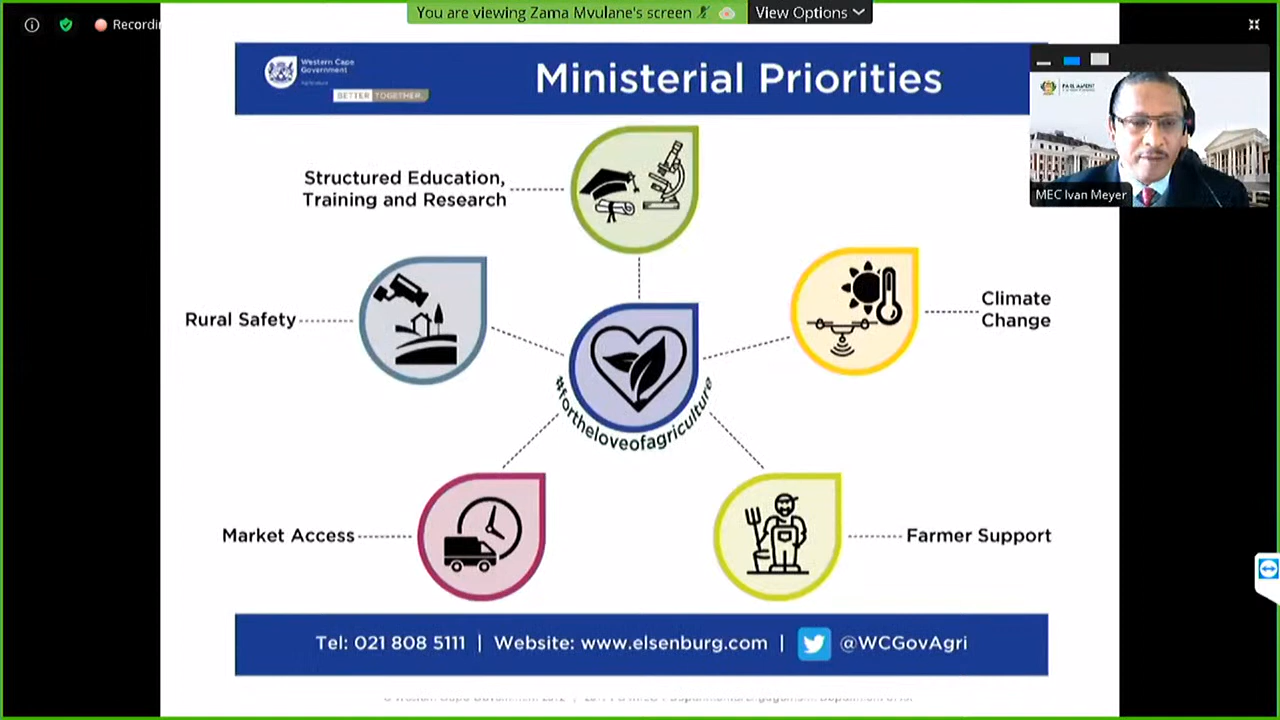 You are viewing Zama Mvulane's screen
View Options
Recordin
Western Cape
Government
Agriculture
BETTER TOGETHER.
Ministerial Priorities
MEC Ivan Meyer
Structured Education,
Training and Research
Rural Safety
Climate
Change
#fortheloveofagriculture
Market Access
Farmer Support
Tel: 021 808 5111 | Website: www.elsenburg.com | @WCGovAgri